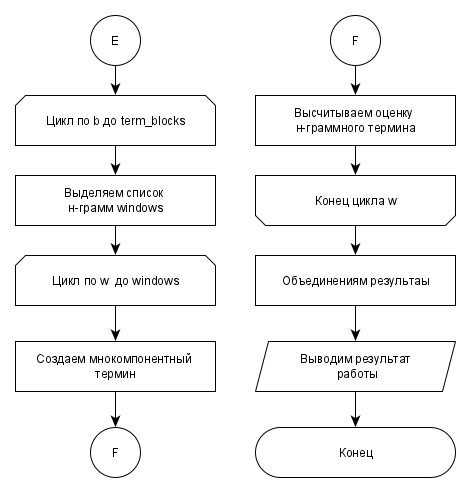 E
Цикл по b до term_blocks
Выделяем список
н-грамм windows
Цикл по w до windows
Создаем мнокомпонентный
термин
F
F
Высчитываем оценку
н-граммного термина
Конец цикла w
Объединениям результаы
Выводим результат
работы
Конец